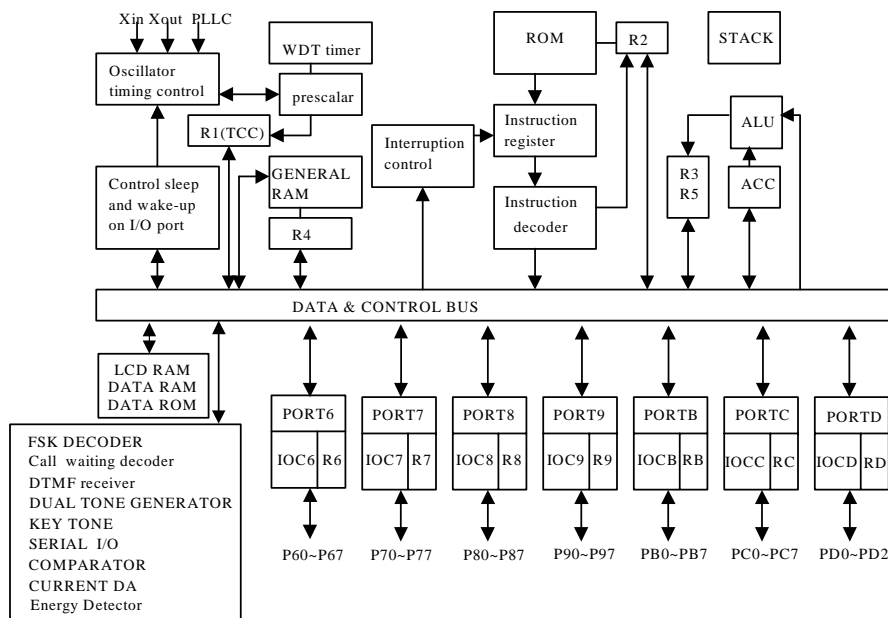 Xin Xout PLLC
WDT timer
ROM
R2
STACK
Oscillator
timing control
prescalar
R1(TCC)
Interruption
control
Instruction
register
ALU
Control sleep
and wake-up
on I/O port
GENERAL
RAM
R4
Instruction
decoder
R3
R5
ACC
DATA & CONTROL BUS
LCD RAM
DATA RAM
DATA ROM
PORT6
IOC6 R6
P60~P67
PORT7
IOC7 R7
P70~P77
PORT8
IOC8 R8
P80~P87
PORT9
IOC9 R9
P90~P97
PORTB
IOCB RB
PB0~PB7
PORTC
IOCC RC
PC0~PC7
PORTD
IOCD RD
PD0~PD2
FSK DECODER
Call waiting decoder
DTMF receiver
DUAL TONE GENERATOR
KEY TONE
SERIAL I/O
COMPARATOR
CURRENT DA
Energy Detector